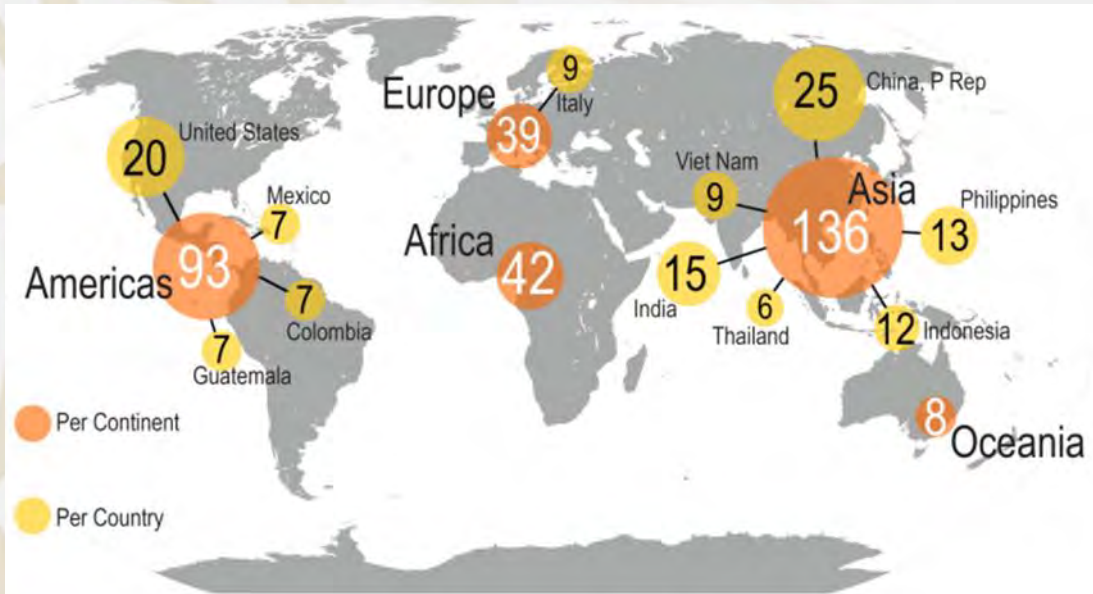 9
Italy
Europe
39
25
China, P Rep
20
United States
Viet Nam
9
Asia
136
Mexico
7
Philippines
13
Africa
42
Americas
93
15
India
7
Colombia
6
Thailand
12
Indonesia
7
Guatemala
8
Oceania
Per Continent
Per Country